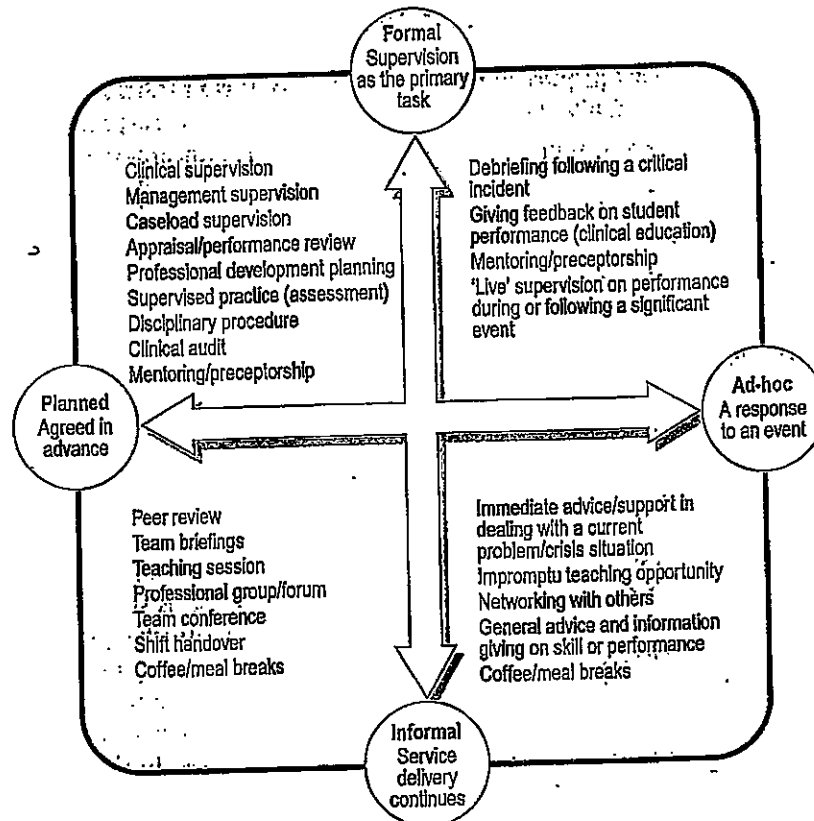 Formal
Supervision
as the primary
task
Clinical supervision
Management supervision
Caseload supervision
Appraisal/performance review
Professional development planning
Supervised practice (assessment)
Disciplinary procedure
Clinical audit
Mentoring/preceptorship
Debriefing following a critical
incident
Giving feedback on student
performance (clinical education)
Mentoring/preceptorship
'Live' supervision on performance
during or following a significant
event
Planned
Agreed in
advance
Ad-hoc
A response
to an event
Peer review
Team briefings
Teaching session
Professional group/forum
Team conference
Shift handover
Coffee/meal breaks
Immediate advice/support in
dealing with a current
problem/crisis situation
Impromptu teaching opportunity
Networking with others
General advice and information
giving on skill or performance
Coffee/meal breaks
Informal
Service
delivery
continues